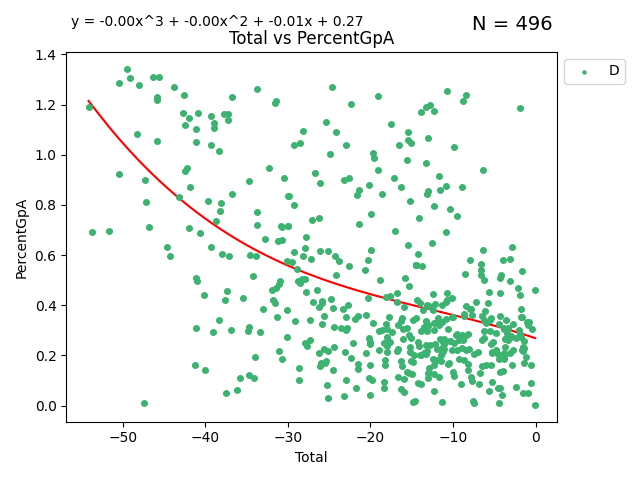 y = -0.00x^3 + -0.00x^2 + -0.01x + 0.27
N = 496
Total vs PercentGpA
D
PercentGpA
1.4
1.2
1.0
0.8
0.6
0.4
0.2
0.0
−50
−40
−30
−20
−10
0
Total